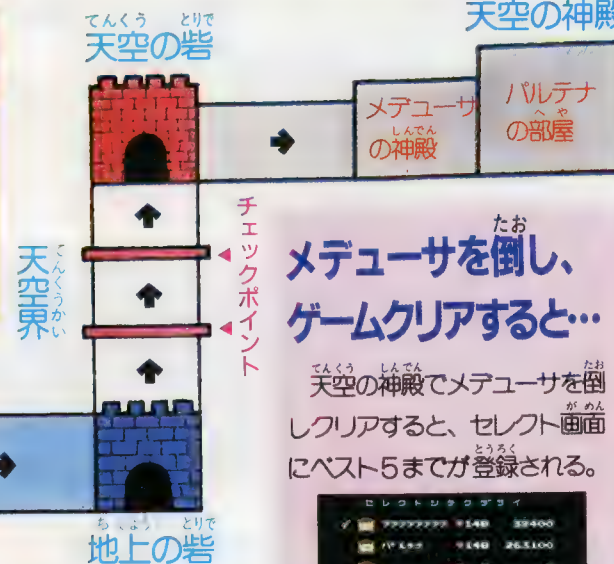 天空の砦
天空の神殿
メデューサ
の神殿
パルテナ
の部屋
チェックポイント
天空界
地上の砦
メデューサを倒し、
ゲームクリアすると…
天空の神殿でメデューサを倒
しクリアすると、セレクト画面
にベスト5までが登録される。